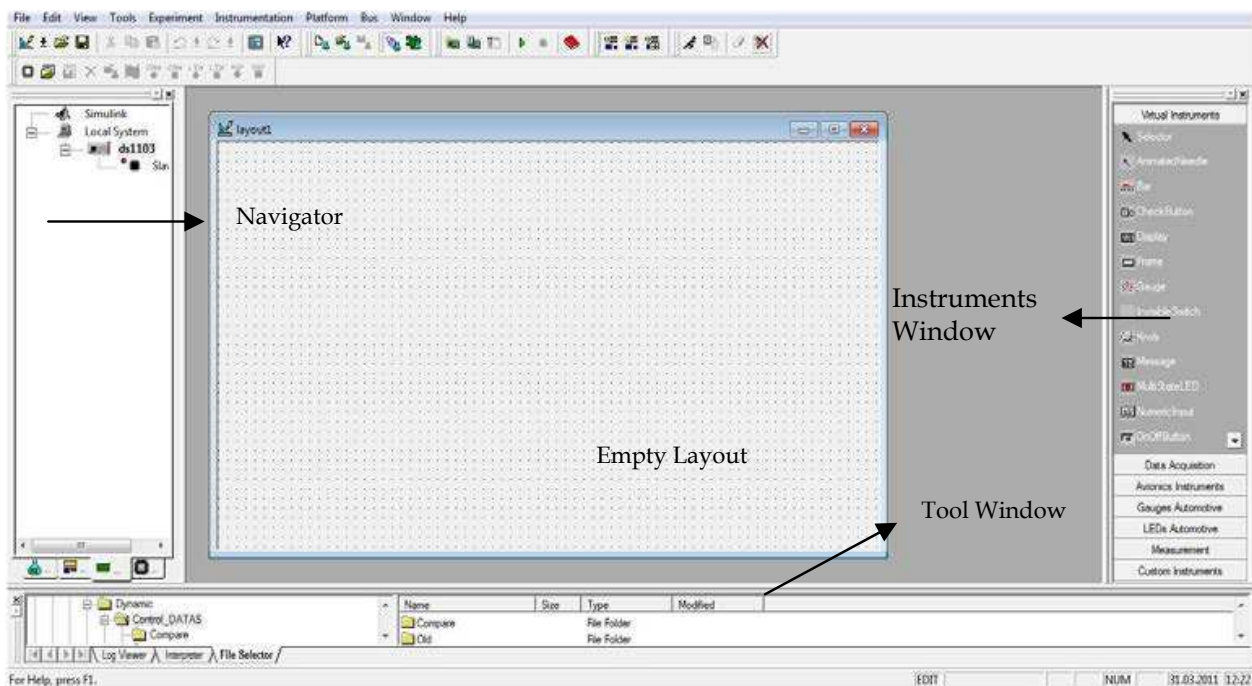 File Edit View Tools Experiment Instrumentation Platform Bus Window Help
Simulink
Local System
ds1103
Slav
layout1
Navigator
Empty Layout
Instruments
Window
Tool Window
Virtual Instruments
Selector
AnimatedNeedle
Bar
CheckButton
Display
Frame
Gauge
InvisibleSwitch
Knob
Message
MultiStateLED
NumericInput
OnOffButton
Data Acquisition
Avionics Instruments
Gauges Automotive
LEDs Automotive
Measurement
Custom Instruments
Dynamic
Control_DATAS
Compare
Name Size Type Modified
Compare File Folder
Old File Folder
Log Viewer Interpreter File Selector
For Help, press F1.
EDIT NUM 31.03.2011 12:22